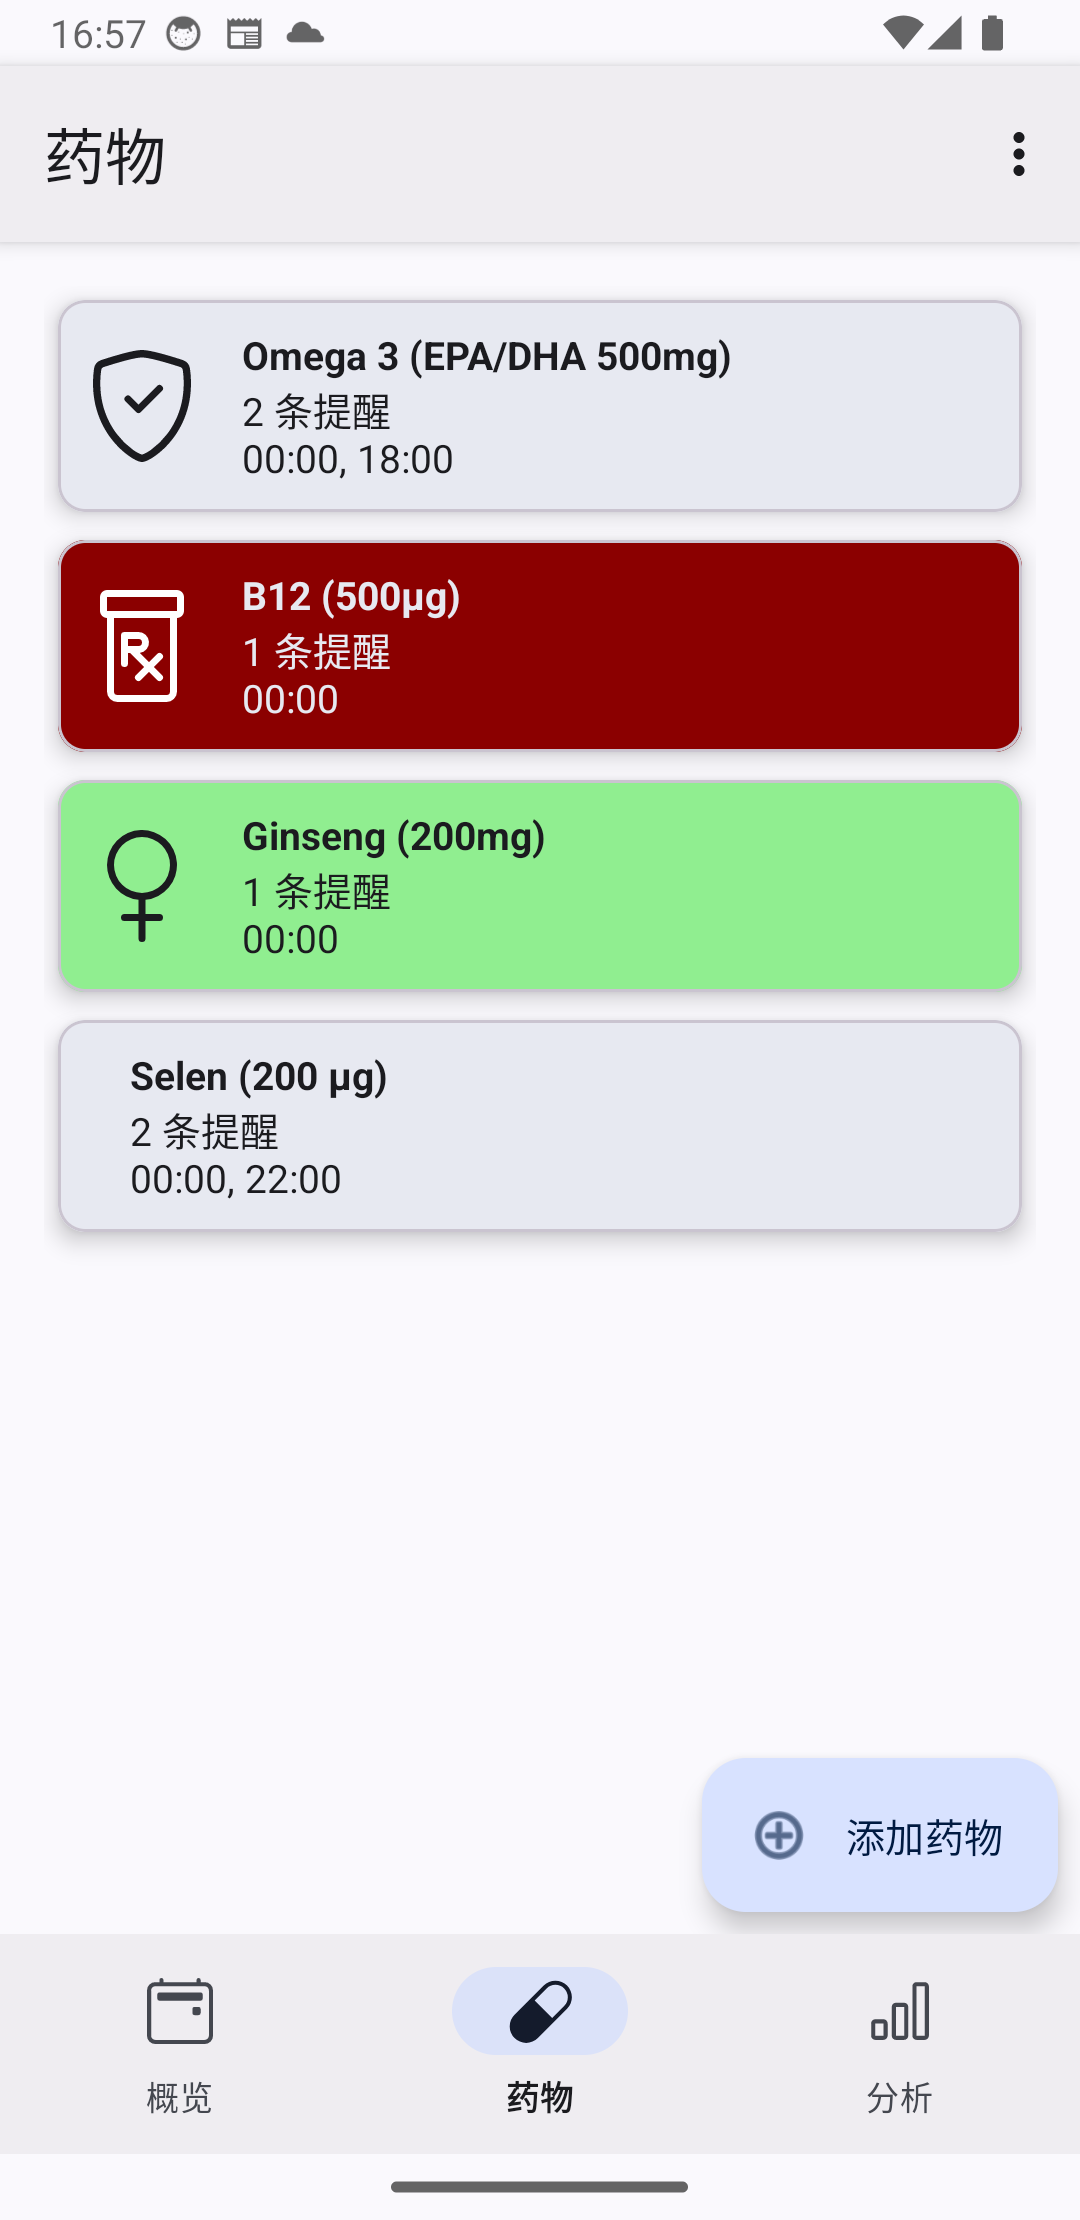 16:57
药物
Omega 3 (EPA/DHA 500mg)
2 条提醒
00:00, 18:00
B12 (500µg)
1 条提醒
00:00
Ginseng (200mg)
1 条提醒
00:00
Selen (200 µg)
2 条提醒
00:00, 22:00
添加药物
概览
药物
分析